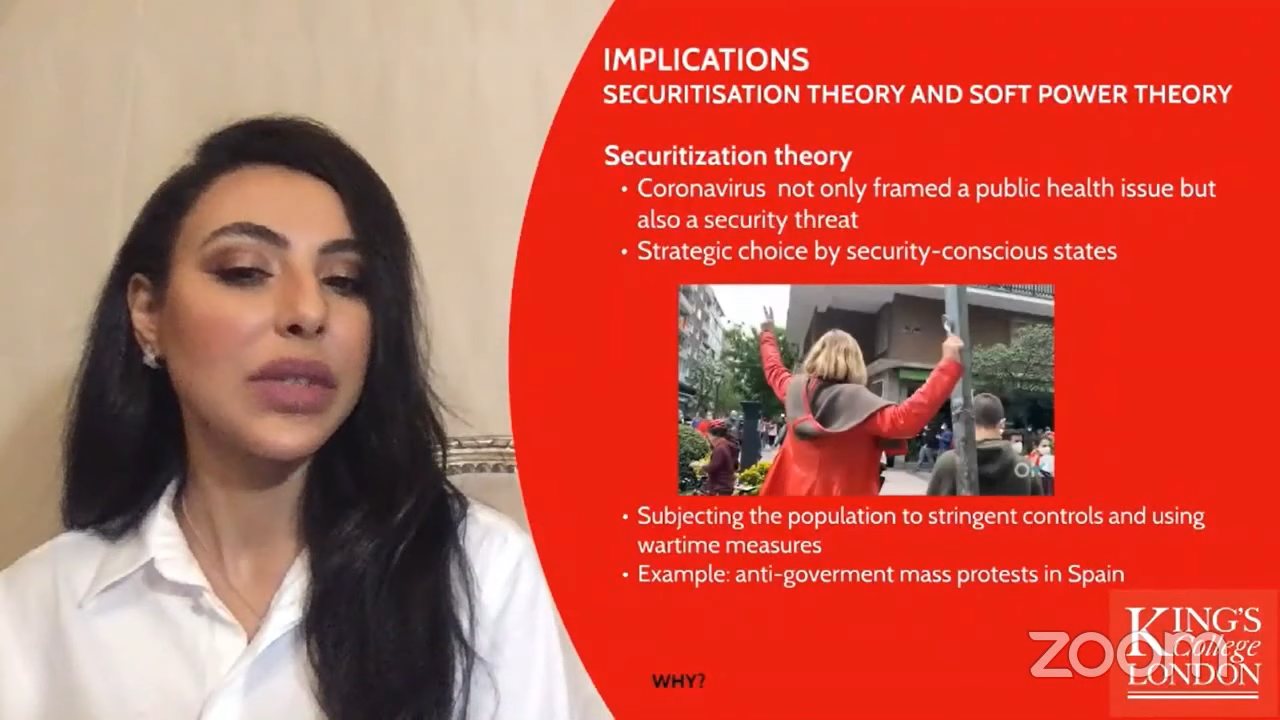 IMPLICATIONS
SECURITISATION THEORY AND SOFT POWER THEORY
Securitization theory
• Coronavirus not only framed a public health issue but
also a security threat
• Strategic choice by security-conscious states
• Subjecting the population to stringent controls and using
wartime measures
• Example: anti-goverment mass protests in Spain
WHY?
KING'S
College
LONDON
zoom